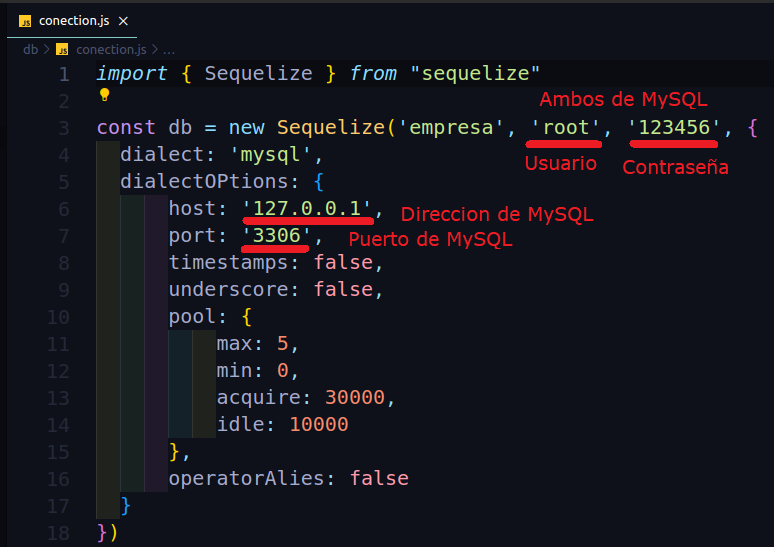 JS conection.js ×
db > JS conection.js > ...
1 import { Sequelize } from "sequelize"
2
Ambos de MySQL
3 const db = new Sequelize('empresa', 'root', '123456', {
4 dialect: 'mysql',
Usuario Contraseña
5 dialectOPtions: {
6 host: '127.0.0.1', Direccion de MySQL
7 port: '3306', Puerto de MySQL
8 timestamps: false,
9 underscore: false,
10 pool: {
11 max: 5,
12 min: 0,
13 acquire: 30000,
14 idle: 10000
15 },
16 operatorAlies: false
17 }
18 })